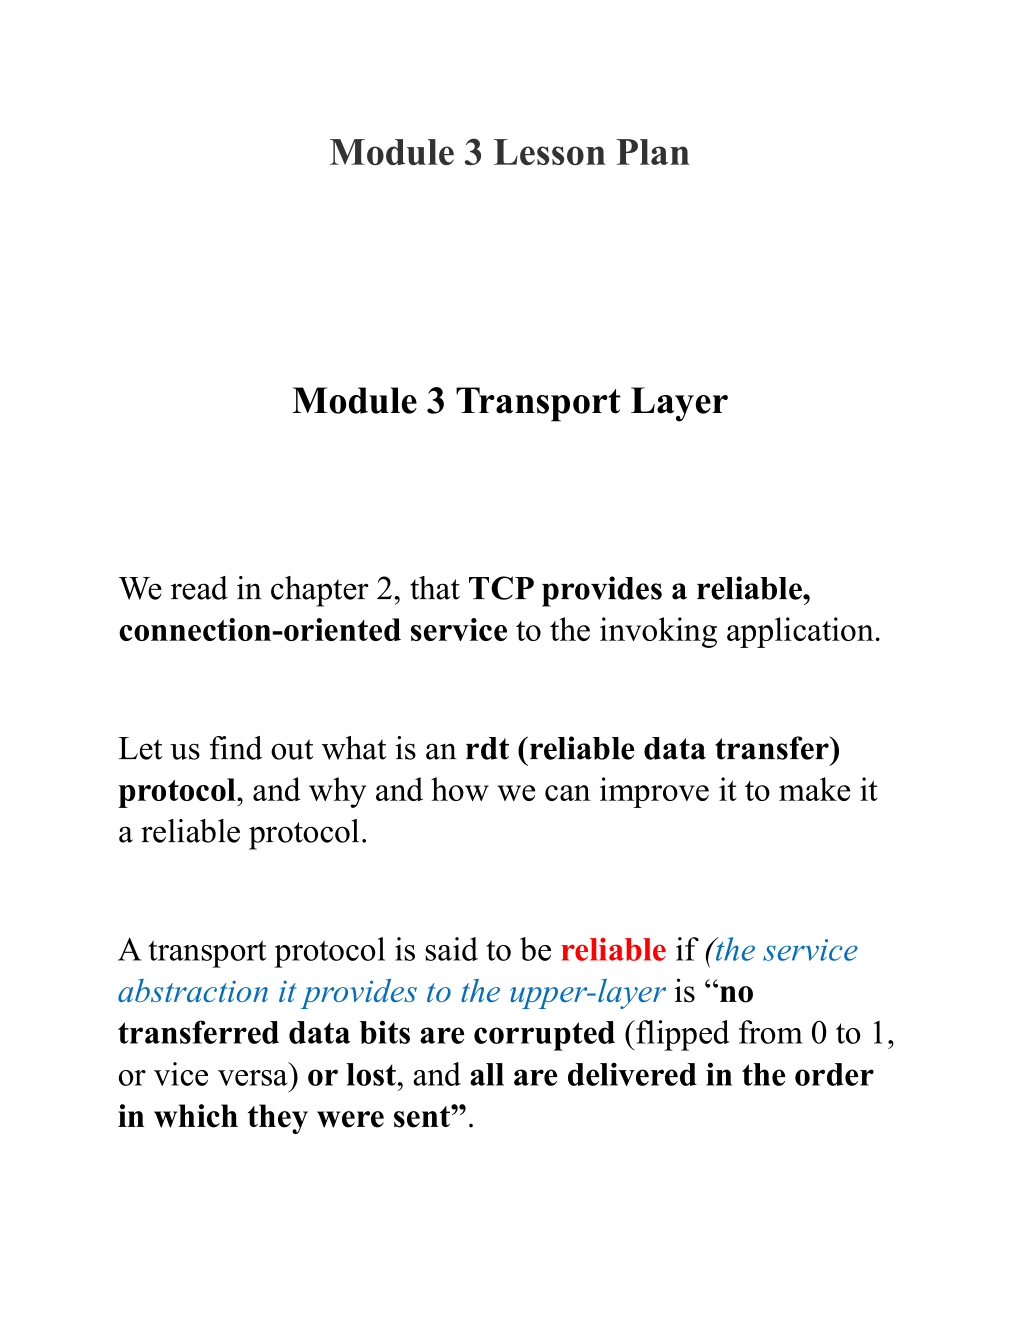 Module 3 Lesson Plan
Module 3 Transport Layer
We read in chapter 2, that TCP provides a reliable,
connection-oriented service to the invoking application.
Let us find out what is an rdt (reliable data transfer)
protocol, and why and how we can improve it to make it
a reliable protocol.
A transport protocol is said to be reliable if (the service
abstraction it provides to the upper-layer is “no
transferred data bits are corrupted (flipped from 0 to 1,
or vice versa) or lost, and all are delivered in the order
in which they were sent”.